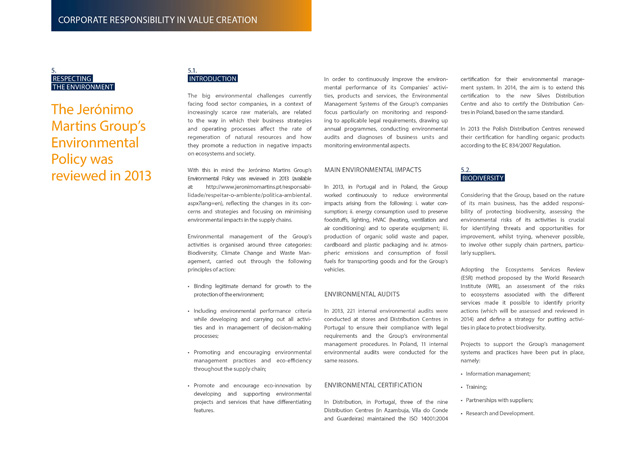 CORPORATE RESPONSIBILITY IN VALUE CREATION
5.
RESPECTING
THE ENVIRONMENT
The Jerónimo
Martins Group's
Environmental
Policy was
reviewed in 2013
5.1.
INTRODUCTION
The big environmental challenges currently
facing food sector companies, in a context of
increasingly scarce raw materials, are related
to the way in which their business strategies
and operating processes affect the rate of
regeneration of natural resources and how
they promote a reduction in negative impacts
on ecosystems and society.
With this in mind the Jerónimo Martins Group's
Environmental Policy was reviewed in 2013 (available
at http://www.jeronimomartins.pt/responsabi-
lidade/respeitar-o-ambiente/politica-ambiental.
aspx?lang=en), reflecting the changes in its con-
cerns and strategies and focusing on minimising
environmental impacts in the supply chains.
Environmental management of the Group's
activities is organised around three categories:
Biodiversity, Climate Change and Waste Man-
agement, carried out through the following
principles of action:
• Binding legitimate demand for growth to the
protection of the environment;
• Including environmental performance criteria
while developing and carrying out all activi-
ties and in management of decision-making
processes;
• Promoting and encouraging environmental
management practices and eco-efficiency
throughout the supply chain;
• Promote and encourage eco-innovation by
developing and supporting environmental
projects and services that have differentiating
features.
In order to continuously improve the environ-
mental performance of its Companies' activi-
ties, products and services, the Environmental
Management Systems of the Group's companies
focus particularly on monitoring and respond-
ing to applicable legal requirements, drawing up
annual programmes, conducting environmental
audits and diagnoses of business units and
monitoring environmental aspects.
MAIN ENVIRONMENTAL IMPACTS
In 2013, in Portugal and in Poland, the Group
worked continuously to reduce environmental
impacts arising from the following: i. water con-
sumption; ii. energy consumption used to preserve
foodstuffs, lighting, HVAC (heating, ventilation and
air conditioning) and to operate equipment; iii.
production of organic solid waste and paper,
cardboard and plastic packaging and iv. atmos-
pheric emissions and consumption of fossil
fuels for transporting goods and for the Group's
vehicles.
ENVIRONMENTAL AUDITS
In 2013, 221 internal environmental audits were
conducted at stores and Distribution Centres in
Portugal to ensure their compliance with legal
requirements and the Group's environmental
management procedures. In Poland, 11 internal
environmental audits were conducted for the
same reasons.
ENVIRONMENTAL CERTIFICATION
In Distribution, in Portugal, three of the nine
Distribution Centres (in Azambuja, Vila do Conde
and Guardeiras) maintained the ISO 14001:2004
certification for their environmental manage-
ment system. In 2014, the aim is to extend this
certification to the new Silves Distribution
Centre and also to certify the Distribution Cen-
tres in Poland, based on the same standard.
In 2013 the Polish Distribution Centres renewed
their certification for handling organic products
according to the EC 834/2007 Regulation.
5.2.
BIODIVERSITY
Considering that the Group, based on the nature
of its main business, has the added responsi-
bility of protecting biodiversity, assessing the
environmental risks of its activities is crucial
for identifying threats and opportunities for
improvement, whilst trying, whenever possible,
to involve other supply chain partners, particu-
larly suppliers.
Adopting the Ecosystems Services Review
(ESR) method proposed by the World Research
Institute (WRI), an assessment of the risks
to ecosystems associated with the different
services made it possible to identify priority
actions (which will be assessed and reviewed in
2014) and define a strategy for putting activi-
ties in place to protect biodiversity.
Projects to support the Group's management
systems and practices have been put in place,
namely:
• Information management;
• Training;
• Partnerships with suppliers;
• Research and Development.